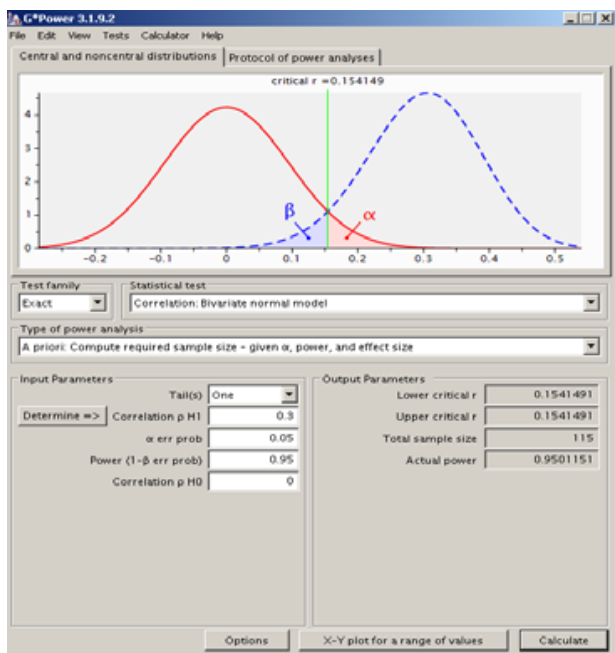 G*Power 3.1.9.2
File Edit View Tests Calculator Help
Central and noncentral distributions Protocol of power analyses
critical r =0.154149
4
3
2
1
0
β
α
-0.2 -0.1 0 0.1 0.2 0.3 0.4 0.5
Test family Statistical test
Exact Correlation: Bivariate normal model
Type of power analysis
A priori: Compute required sample size - given α, power, and effect size
Input Parameters
Tail(s) One
Determine => Correlation ρ H1 0.3
α err prob 0.05
Power (1-β err prob) 0.95
Correlation ρ H0 0
Output Parameters
Lower critical r 0.1541491
Upper critical r 0.1541491
Total sample size 115
Actual power 0.9501151
Options X-Y plot for a range of values Calculate